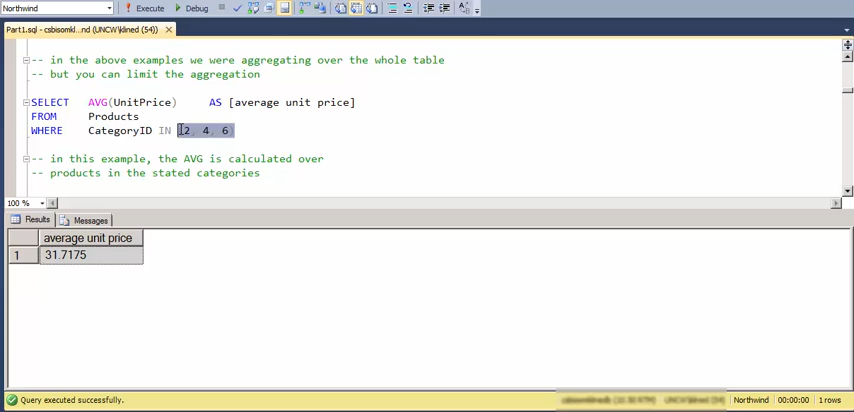 Northwind Execute Debug
Part1.sql - csbisomkl...nd (UNCW\klined (54))
-- in the above examples we were aggregating over the whole table
-- but you can limit the aggregation
SELECT AVG(UnitPrice) AS [average unit price]
FROM Products
WHERE CategoryID IN (2, 4, 6)
-- in this example, the AVG is calculated over
-- products in the stated categories
100 %
Results Messages
average unit price
1 31.7175
Query executed successfully. Northwind 00:00:00 1 rows